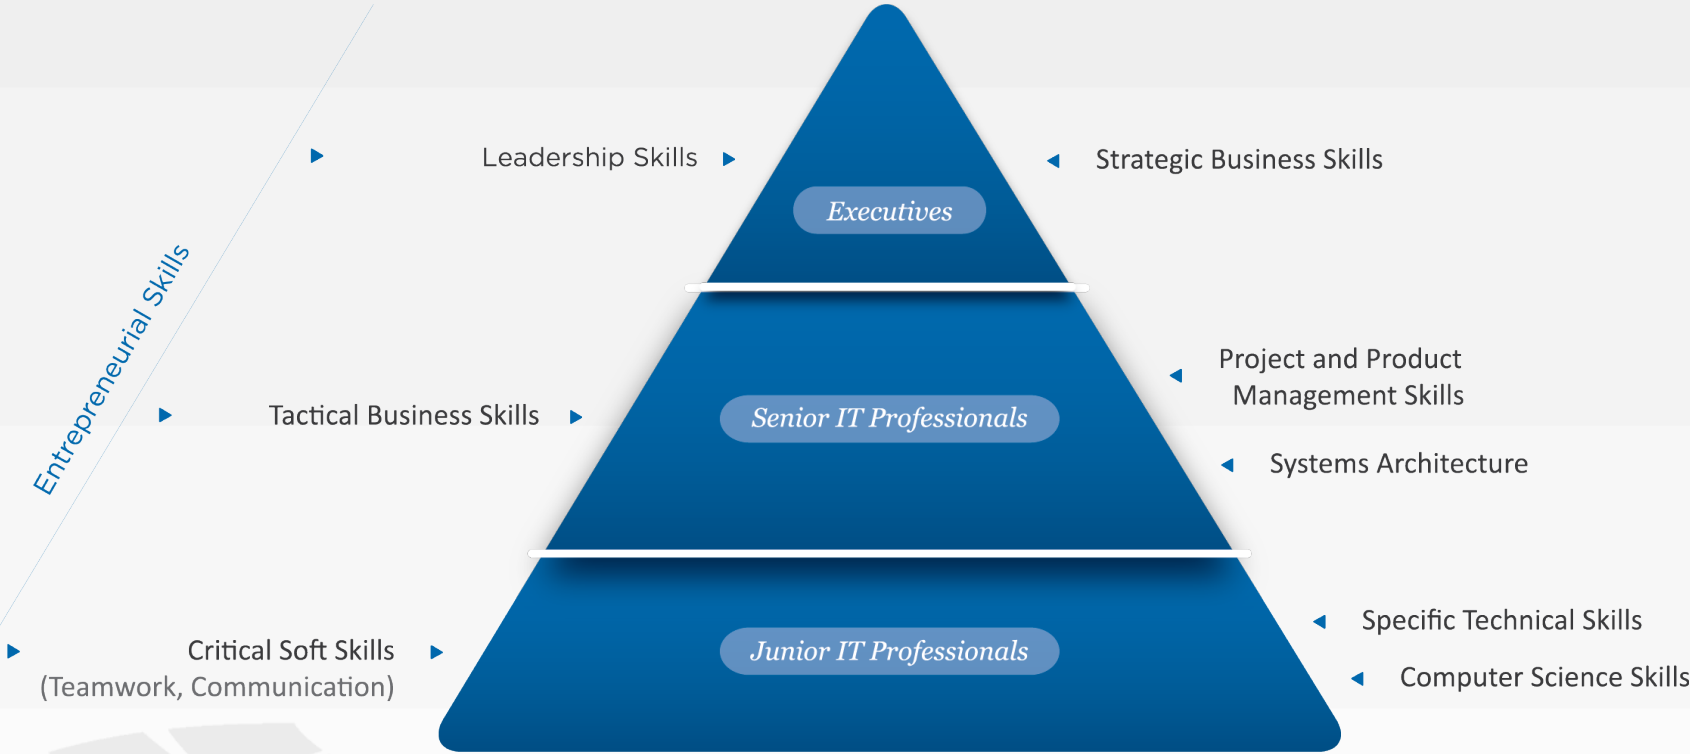 Leadership Skills
Strategic Business Skills
Executives
Entrepreneurial Skills
Project and Product
Management Skills
Tactical Business Skills
Senior IT Professionals
Systems Architecture
Critical Soft Skills
(Teamwork, Communication)
Junior IT Professionals
Specific Technical Skills
Computer Science Skills